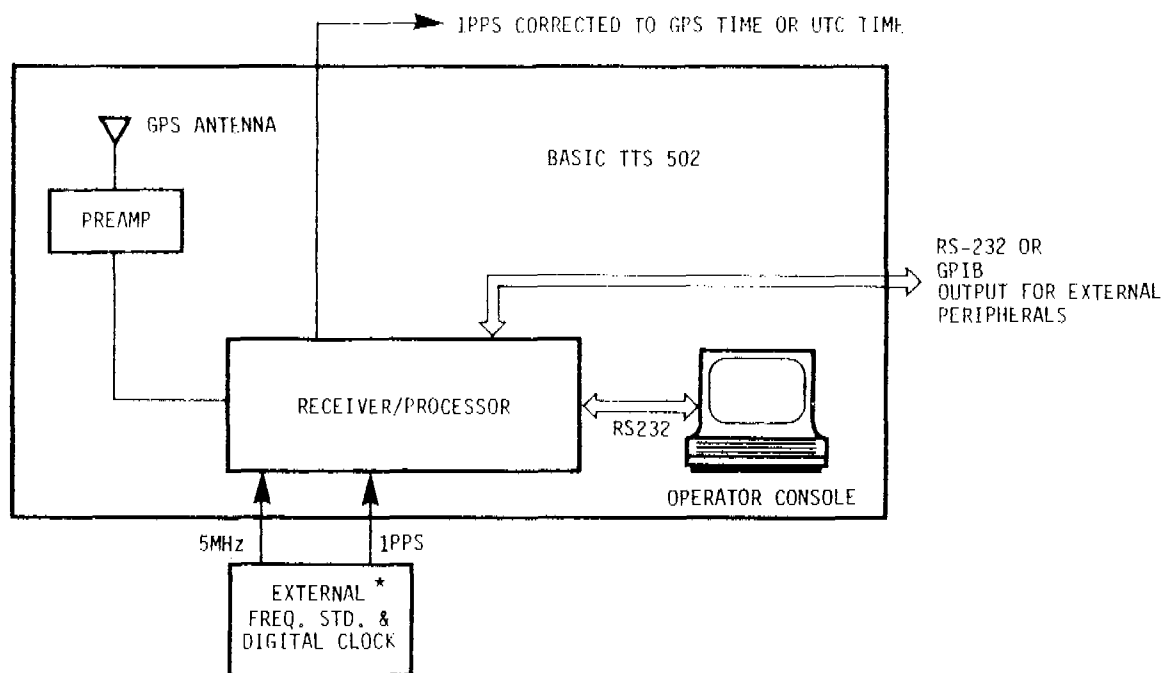 1PPS CORRECTED TO GPS TIME OR UTC TIME
GPS ANTENNA
BASIC TTS 502
PREAMP
RS-232 OR
GPIB
OUTPUT FOR EXTERNAL
PERIPHERALS
RECEIVER/PROCESSOR
RS232
OPERATOR CONSOLE
5MHz
1PPS
EXTERNAL *
FREQ. STD. &
DIGITAL CLOCK